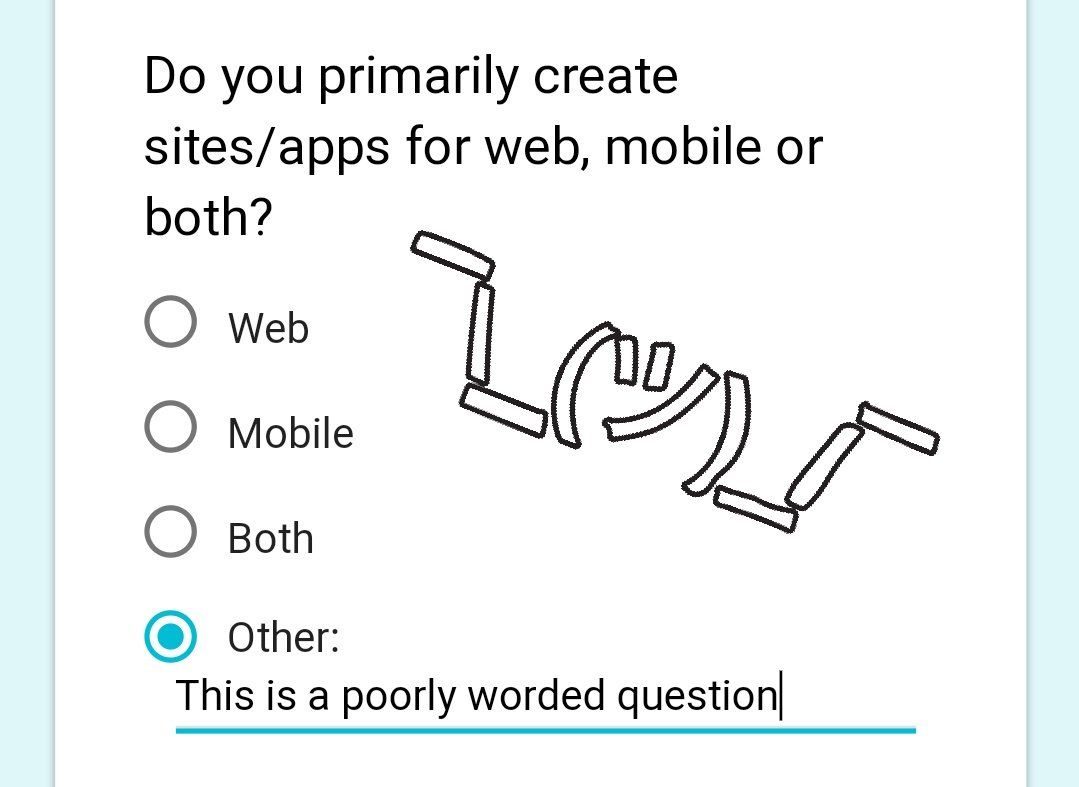 Do you primarily create
sites/apps for web, mobile or
both?
¯\_(ツ)_/¯
Web
Mobile
Both
Other:
This is a poorly worded question